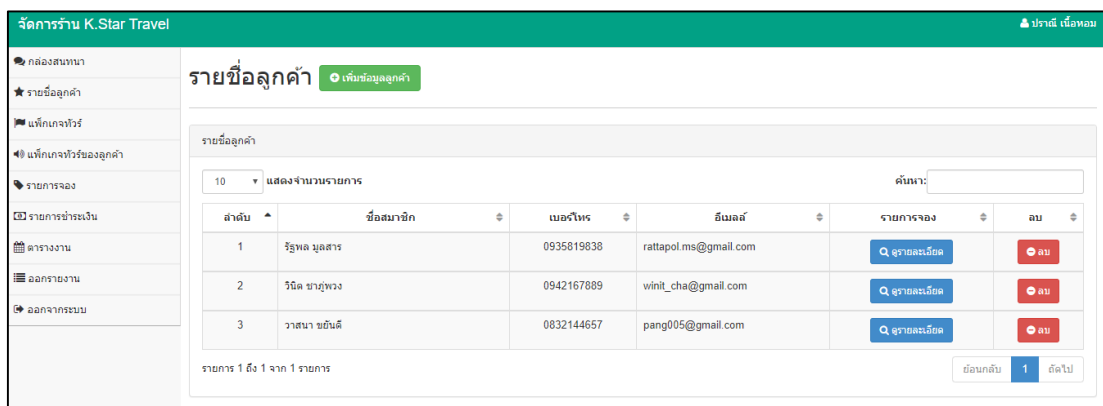 จัดการร้าน K.Star Travel
ปราณี เนื้อหอม
กล่องสนทนา
รายชื่อลูกค้า
แพ็กเกจทัวร์
แพ็กเกจทัวร์ของลูกค้า
รายการจอง
รายการชำระเงิน
ตารางงาน
ออกรายงาน
ออกจากระบบ
รายชื่อลูกค้า เพิ่มข้อมูลลูกค้า
รายชื่อลูกค้า
10 แสดงจำนวนรายการ ค้นหา:
ลำดับ ชื่อสมาชิก เบอร์โทร อีเมลล์ รายการจอง ลบ
1 รัฐพล มูลสาร 0935819838 rattapol.ms@gmail.com ดูรายละเอียด ลบ
2 วินิต ชาภู่พวง 0942167889 winit_cha@gmail.com ดูรายละเอียด ลบ
3 วาสนา ขยันดี 0832144657 pang005@gmail.com ดูรายละเอียด ลบ
รายการ 1 ถึง 1 จาก 1 รายการ ย้อนกลับ 1 ถัดไป